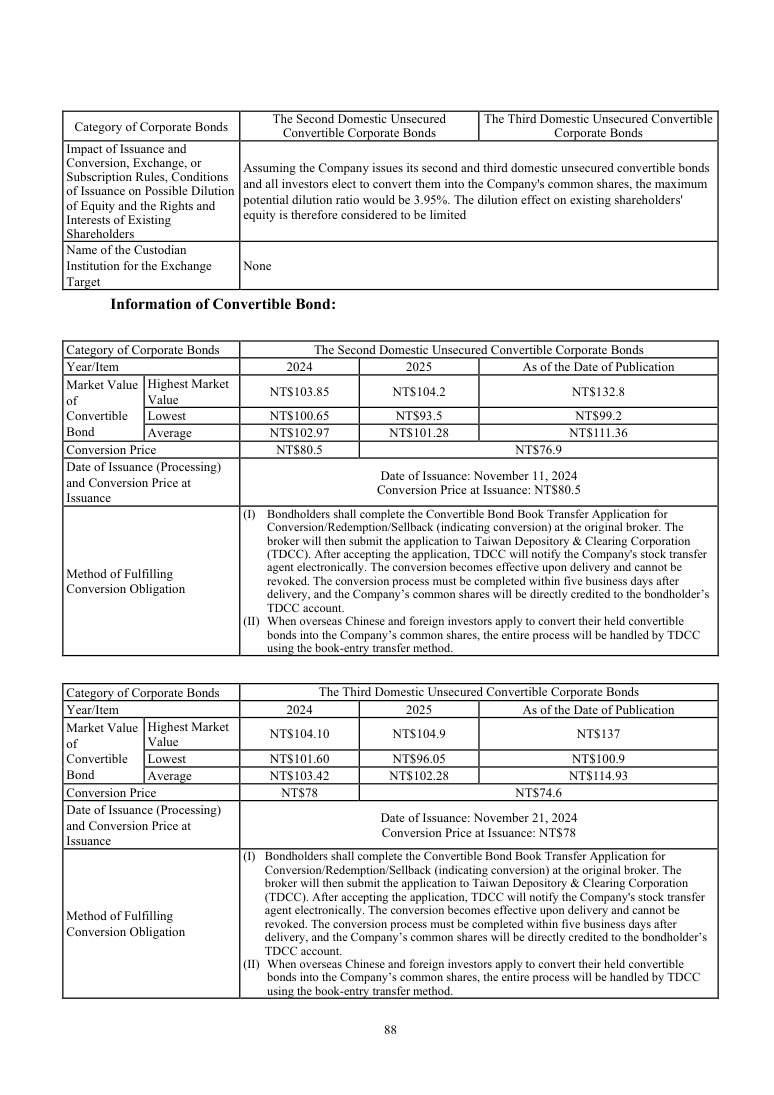 Category of Corporate Bonds
The Second Domestic Unsecured
Convertible Corporate Bonds
The Third Domestic Unsecured Convertible
Corporate Bonds
Impact of Issuance and
Conversion, Exchange, or
Subscription Rules, Conditions
of Issuance on Possible Dilution
of Equity and the Rights and
Interests of Existing
Shareholders
Assuming the Company issues its second and third domestic unsecured convertible bonds
and all investors elect to convert them into the Company's common shares, the maximum
potential dilution ratio would be 3.95%. The dilution effect on existing shareholders'
equity is therefore considered to be limited
Name of the Custodian
Institution for the Exchange
Target
None
Information of Convertible Bond:
Category of Corporate Bonds
The Second Domestic Unsecured Convertible Corporate Bonds
Year/Item
2024
2025
As of the Date of Publication
Market Value
of
Convertible
Bond
Highest Market
Value
NT$103.85
NT$104.2
NT$132.8
Lowest
NT$100.65
NT$93.5
NT$99.2
Average
NT$102.97
NT$101.28
NT$111.36
Conversion Price
NT$80.5
NT$76.9
Date of Issuance (Processing)
and Conversion Price at
Issuance
Date of Issuance: November 11, 2024
Conversion Price at Issuance: NT$80.5
Method of Fulfilling
Conversion Obligation
(I) Bondholders shall complete the Convertible Bond Book Transfer Application for
Conversion/Redemption/Sellback (indicating conversion) at the original broker. The
broker will then submit the application to Taiwan Depository & Clearing Corporation
(TDCC). After accepting the application, TDCC will notify the Company's stock transfer
agent electronically. The conversion becomes effective upon delivery and cannot be
revoked. The conversion process must be completed within five business days after
delivery, and the Company’s common shares will be directly credited to the bondholder’s
TDCC account.
(II) When overseas Chinese and foreign investors apply to convert their held convertible
bonds into the Company’s common shares, the entire process will be handled by TDCC
using the book-entry transfer method.
Category of Corporate Bonds
The Third Domestic Unsecured Convertible Corporate Bonds
Year/Item
2024
2025
As of the Date of Publication
Market Value
of
Convertible
Bond
Highest Market
Value
NT$104.10
NT$104.9
NT$137
Lowest
NT$101.60
NT$96.05
NT$100.9
Average
NT$103.42
NT$102.28
NT$114.93
Conversion Price
NT$78
NT$74.6
Date of Issuance (Processing)
and Conversion Price at
Issuance
Date of Issuance: November 21, 2024
Conversion Price at Issuance: NT$78
Method of Fulfilling
Conversion Obligation
(I) Bondholders shall complete the Convertible Bond Book Transfer Application for
Conversion/Redemption/Sellback (indicating conversion) at the original broker. The
broker will then submit the application to Taiwan Depository & Clearing Corporation
(TDCC). After accepting the application, TDCC will notify the Company's stock transfer
agent electronically. The conversion becomes effective upon delivery and cannot be
revoked. The conversion process must be completed within five business days after
delivery, and the Company’s common shares will be directly credited to the bondholder’s
TDCC account.
(II) When overseas Chinese and foreign investors apply to convert their held convertible
bonds into the Company’s common shares, the entire process will be handled by TDCC
using the book-entry transfer method.
88